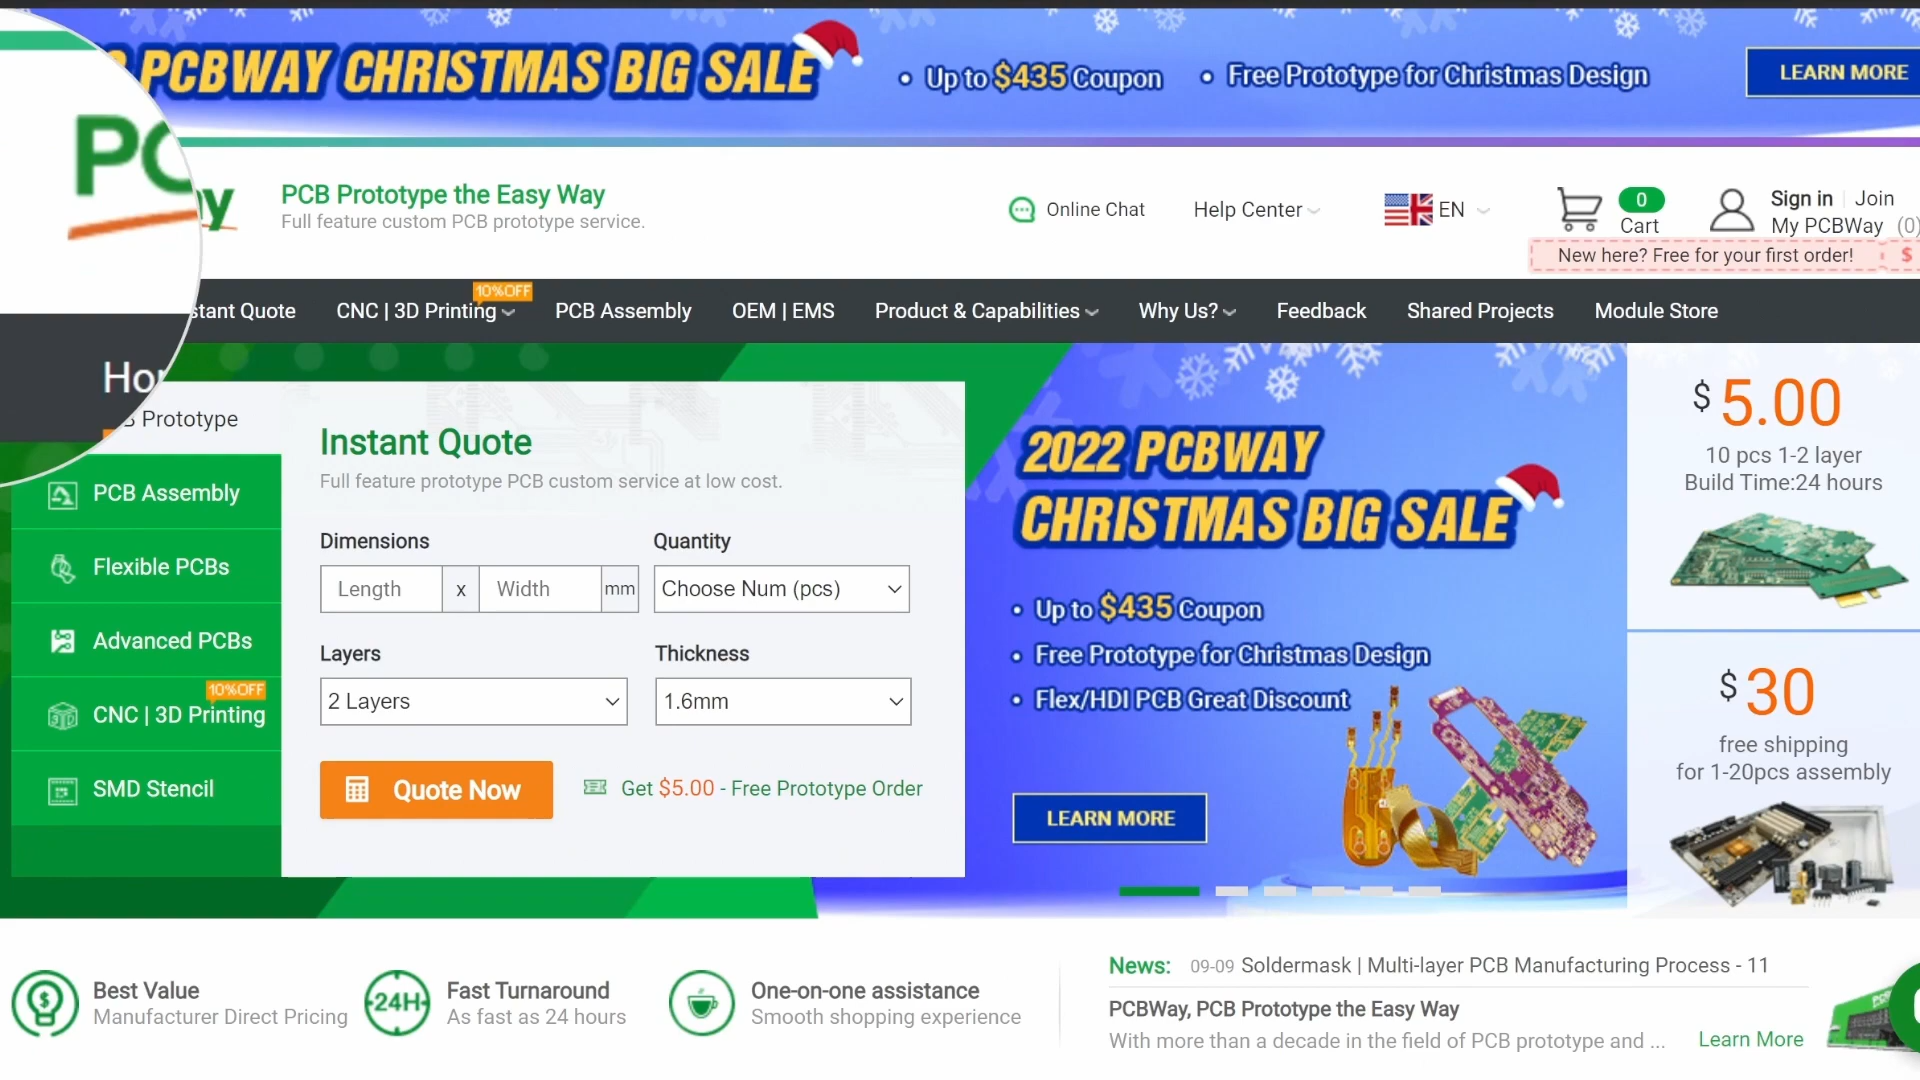 PCBWAY CHRISTMAS BIG SALE
• Up to $435 Coupon
• Free Prototype for Christmas Design
LEARN MORE
PCB Prototype the Easy Way
Full feature custom PCB prototype service.
Online Chat
Help Center
EN
0
Cart
Sign in
Join
My PCBWay (0)
New here? Free for your first order! $
10%OFF
Quote
CNC | 3D Printing
PCB Assembly
OEM | EMS
Product & Capabilities
Why Us?
Feedback
Shared Projects
Module Store
Prototype
PCB Assembly
Flexible PCBs
Advanced PCBs
10%OFF
CNC | 3D Printing
SMD Stencil
Instant Quote
Full feature prototype PCB custom service at low cost.
Dimensions
Quantity
Length x Width mm
Choose Num (pcs)
Layers
Thickness
2 Layers
1.6mm
Quote Now
Get $5.00 - Free Prototype Order
2022 PCBWAY
CHRISTMAS BIG SALE
• Up to $435 Coupon
• Free Prototype for Christmas Design
• Flex/HDI PCB Great Discount
LEARN MORE
$ 5.00
10 pcs 1-2 layer
Build Time:24 hours
$ 30
free shipping
for 1-20pcs assembly
Best Value
Manufacturer Direct Pricing
24H
Fast Turnaround
As fast as 24 hours
One-on-one assistance
Smooth shopping experience
News: 09-09 Soldermask | Multi-layer PCB Manufacturing Process - 11
PCBWay, PCB Prototype the Easy Way
With more than a decade in the field of PCB prototype and ...
Learn More